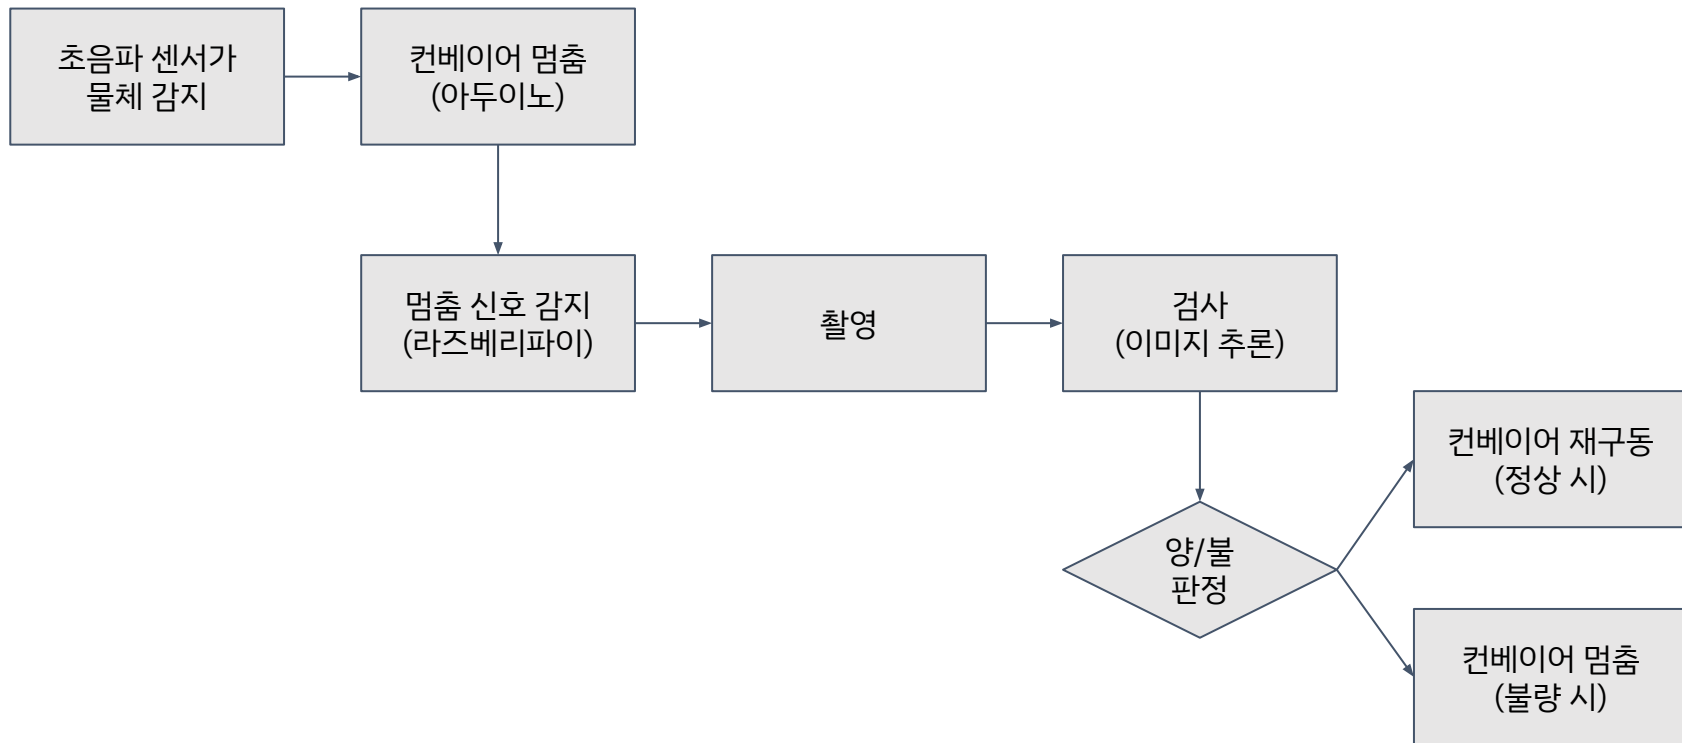 초음파 센서가
물체 감지
컨베이어 멈춤
(아두이노)
멈춤 신호 감지
(라즈베리파이)
촬영
검사
(이미지 추론)
양/불
판정
컨베이어 재구동
(정상 시)
컨베이어 멈춤
(불량 시)